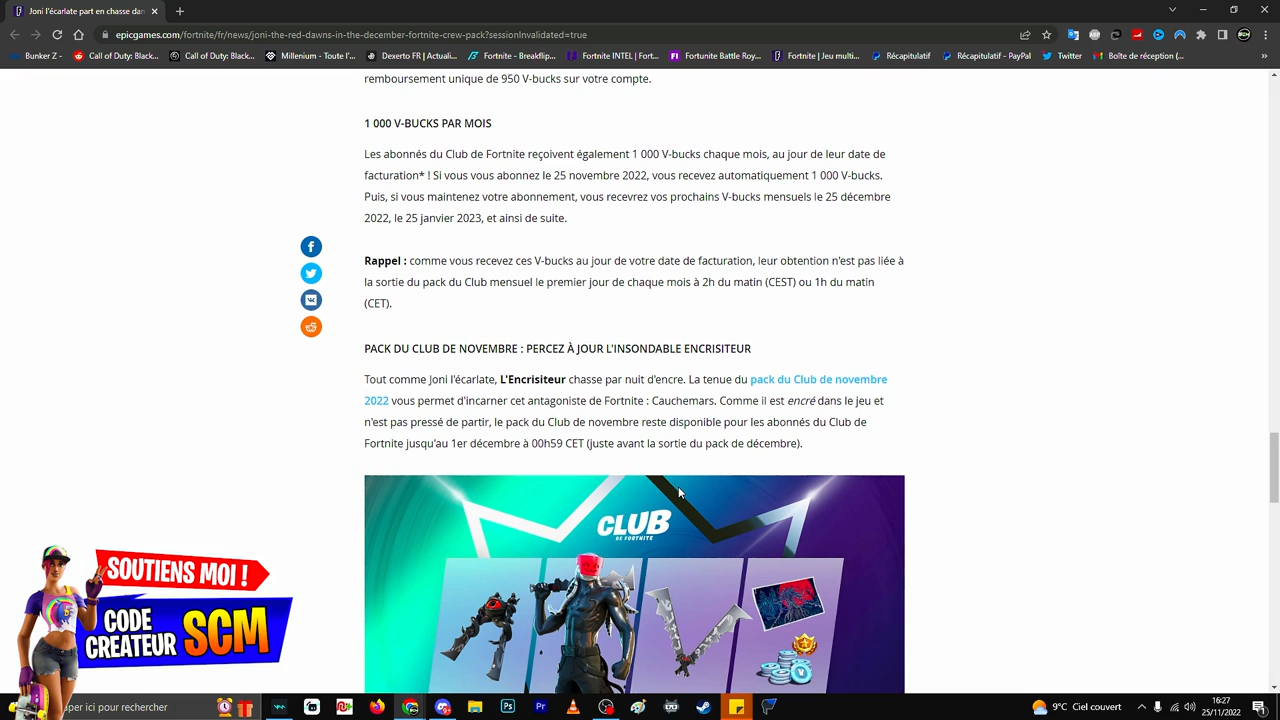 Joni l'écarlate part en chasse dan
epicgames.com/fortnite/fr/news/joni-the-red-dawns-in-the-december-fortnite-crew-pack?sessionInvalidated=true
Bunker Z -
Call of Duty: Black...
Call of Duty: Black...
Millenium - Toute l'...
Dexerto FR | Actuali...
Fortnite - Breakflip...
Fortnite INTEL | Fort...
Fortunite Battle Roy...
Fortnite | Jeu multi...
Récapitulatif
Récapitulatif - PayPal
Twitter
Boîte de réception (...
»
remboursement unique de 950 V-bucks sur votre compte.
1 000 V-BUCKS PAR MOIS
Les abonnés du Club de Fortnite reçoivent également 1 000 V-bucks chaque mois, au jour de leur date de
facturation* ! Si vous vous abonnez le 25 novembre 2022, vous recevez automatiquement 1 000 V-bucks.
Puis, si vous maintenez votre abonnement, vous recevrez vos prochains V-bucks mensuels le 25 décembre
2022, le 25 janvier 2023, et ainsi de suite.
Rappel : comme vous recevez ces V-bucks au jour de votre date de facturation, leur obtention n'est pas liée à
la sortie du pack du Club mensuel le premier jour de chaque mois à 2h du matin (CEST) ou 1h du matin
(CET).
PACK DU CLUB DE NOVEMBRE : PERCEZ À JOUR L'INSONDABLE ENCRISITEUR
Tout comme Joni l'écarlate, L'Encrisiteur chasse par nuit d'encre. La tenue du pack du Club de novembre
2022 vous permet d'incarner cet antagoniste de Fortnite : Cauchemars. Comme il est encré dans le jeu et
n'est pas pressé de partir, le pack du Club de novembre reste disponible pour les abonnés du Club de
Fortnite jusqu'au 1er décembre à 00h59 CET (juste avant la sortie du pack de décembre).
CLUB
DE FORTNITE
SOUTIENS MOI !
CODE
CREATEUR SCM
aper ici pour rechercher
9°C Ciel couvert
16:27
25/11/2022